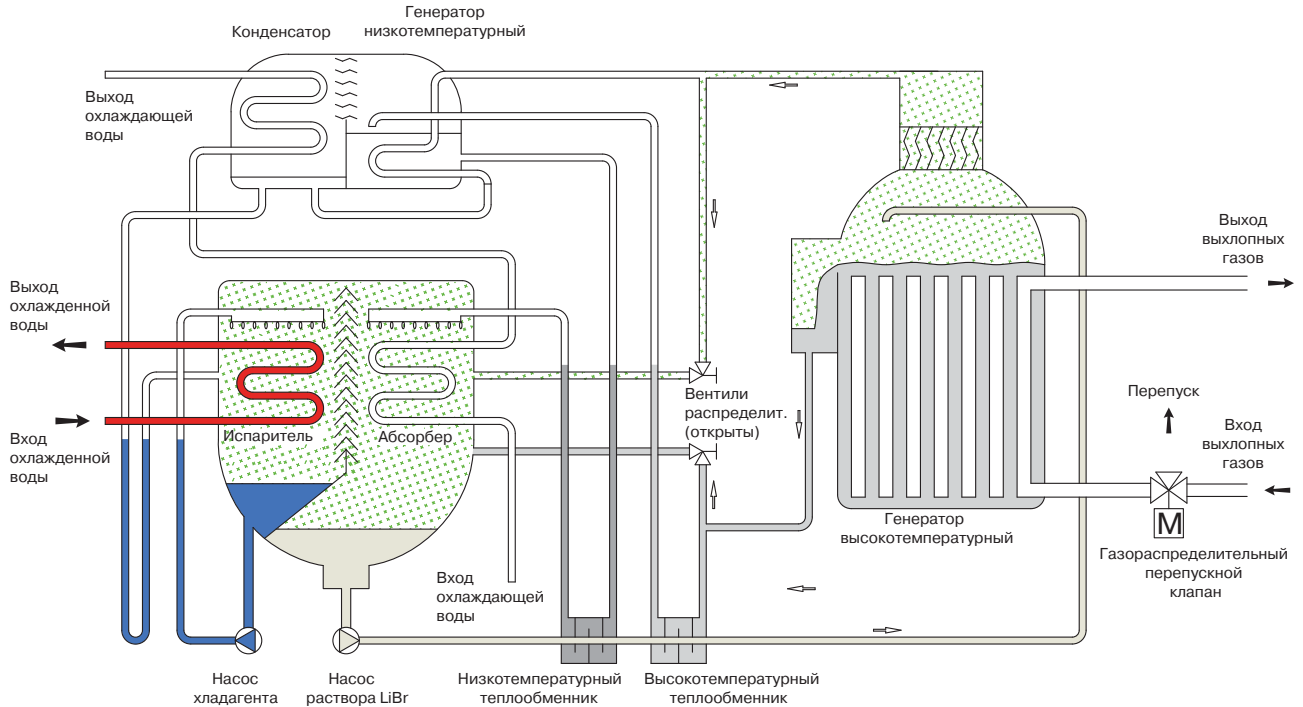 Конденсатор
Генератор
низкотемпературный
Выход
охлаждающей
воды
Выход
охлажденной
воды
Вход
охлажденной
воды
Испаритель
Абсорбер
Вентили
распределит.
(открыты)
Выход
выхлопных
газов
Перепуск
Вход
выхлопных
газов
Генератор
высокотемпературный
M
Газораспределительный
перепускной
клапан
Вход
охлаждающей
воды
Насос
хладагента
Насос
раствора LiBr
Низкотемпературный
теплообменник
Высокотемпературный
теплообменник